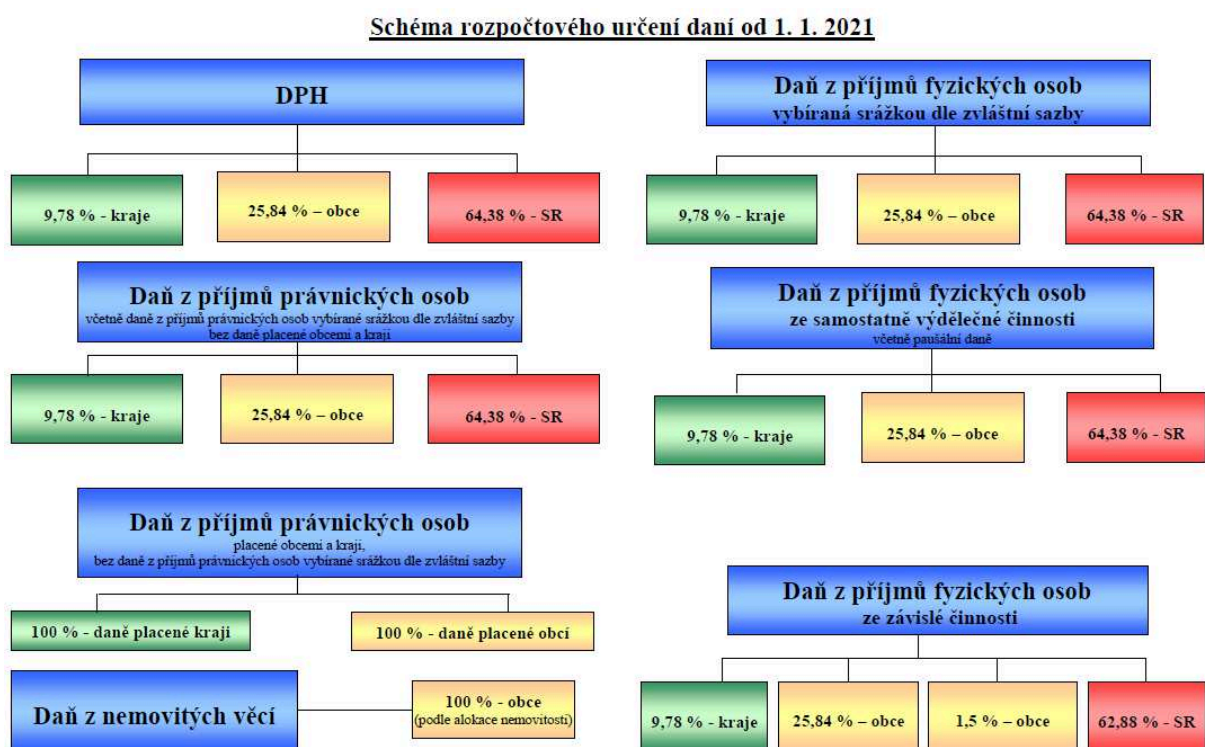 Schéma rozpočtového určení daní od 1. 1. 2021
DPH
9,78 % - kraje
25,84 % – obce
64,38 % - SR
Daň z příjmů fyzických osob
vybíraná srážkou dle zvláštní sazby
9,78 % - kraje
25,84 % – obce
64,38 % - SR
Daň z příjmů právnických osob
včetně daně z příjmů právnických osob vybírané srážkou dle zvláštní sazby
bez daně placené obcemi a kraji
9,78 % - kraje
25,84 % – obce
64,38 % - SR
Daň z příjmů fyzických osob
ze samostatně výdělečné činnosti
včetně paušální daně
9,78 % - kraje
25,84 % – obce
64,38 % - SR
Daň z příjmů právnických osob
placené obcemi a kraji,
bez daně z příjmů právnických osob vybírané srážkou dle zvláštní sazby
100 % - daně placené kraji
100 % - daně placené obcí
Daň z nemovitých věcí
100 % - obce
(podle alokace nemovitosti)
Daň z příjmů fyzických osob
ze závislé činnosti
9,78 % - kraje
25,84 % – obce
1,5 % – obce
62,88 % - SR